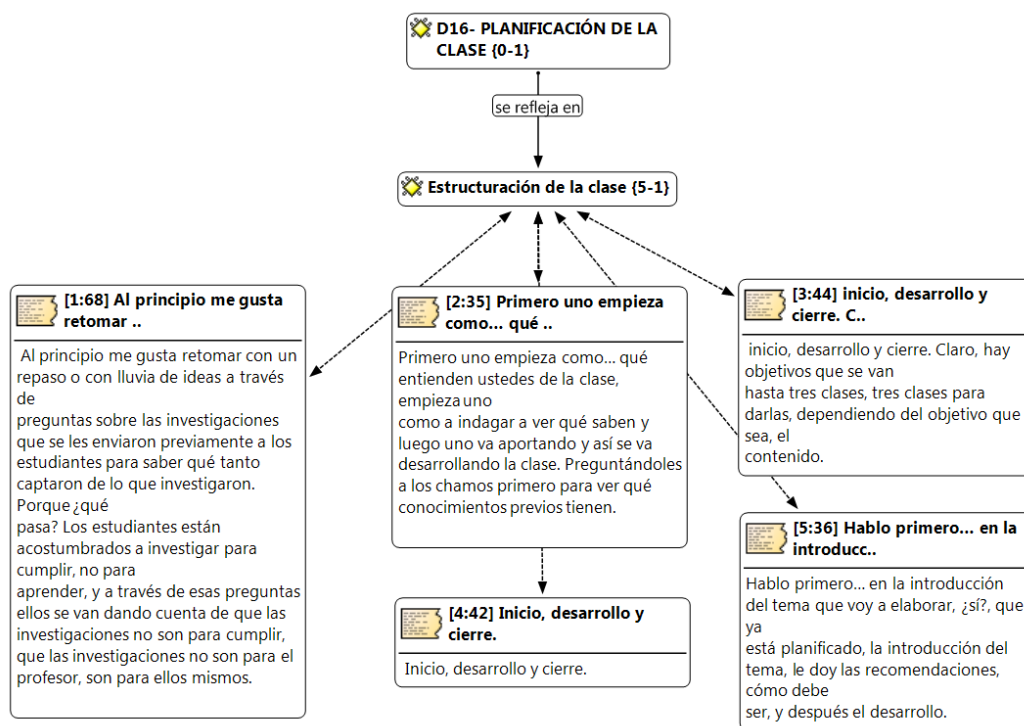 D16- PLANIFICACIÓN DE LA
CLASE {0-1}
se refleja en
Estructuración de la clase {5-1}
[1:68] Al principio me gusta
retomar ..
Al principio me gusta retomar con un
repaso o con lluvia de ideas a través
de
preguntas sobre las investigaciones
que se les enviaron previamente a los
estudiantes para saber qué tanto
captaron de lo que investigaron.
Porque ¿qué
pasa? Los estudiantes están
acostumbrados a investigar para
cumplir, no para
aprender, y a través de esas preguntas
ellos se van dando cuenta de que las
investigaciones no son para cumplir,
que las investigaciones no son para el
profesor, son para ellos mismos.
[2:35] Primero uno empieza
como... qué ..
Primero uno empieza como... qué
entienden ustedes de la clase,
empieza uno
como a indagar a ver qué saben y
luego uno va aportando y así se va
desarrollando la clase. Preguntándoles
a los chamos primero para ver qué
conocimientos previos tienen.
[4:42] Inicio, desarrollo y
cierre.
Inicio, desarrollo y cierre.
[3:44] inicio, desarrollo y
cierre. C..
inicio, desarrollo y cierre. Claro, hay
objetivos que se van
hasta tres clases, tres clases para
darlas, dependiendo del objetivo que
sea, el
contenido.
[5:36] Hablo primero... en la
introducc..
Hablo primero... en la introducción
del tema que voy a elaborar, ¿sí?, que
ya
está planificado, la introducción del
tema, le doy las recomendaciones,
cómo debe
ser, y después el desarrollo.